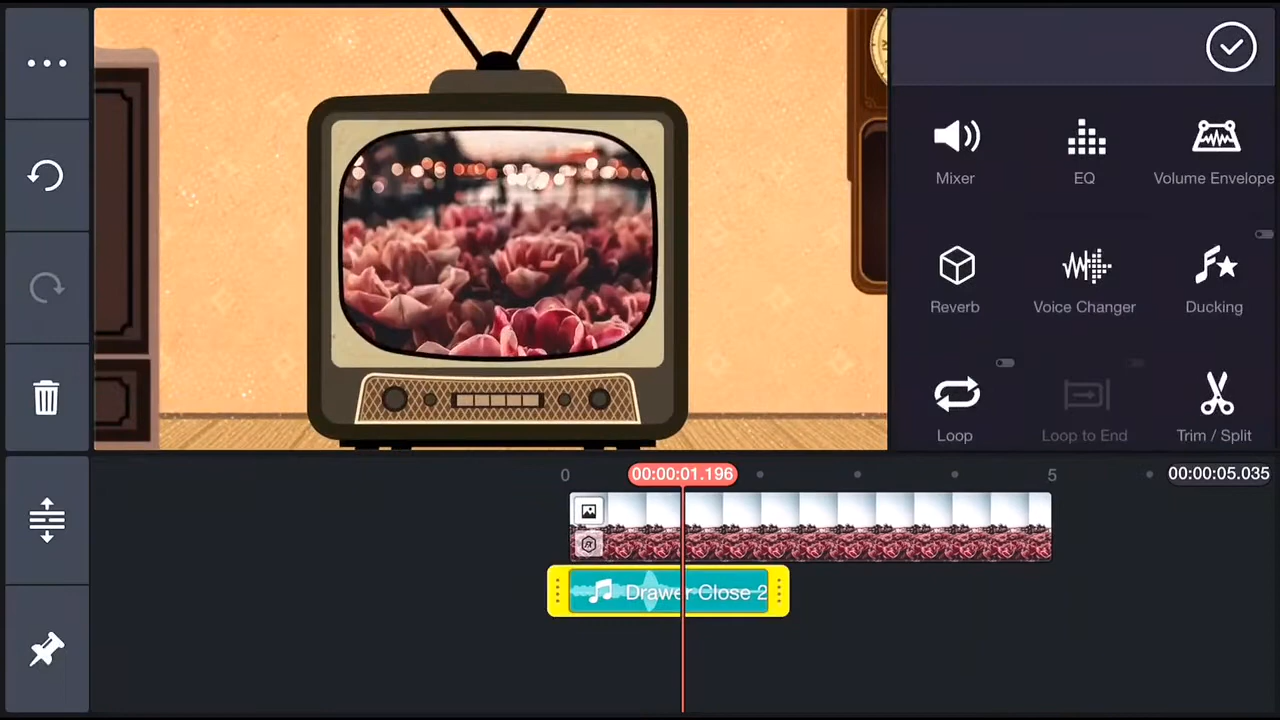 Mixer
EQ
Volume Envelope
Reverb
Voice Changer
Ducking
Loop
Loop to End
Trim / Split
0
00:00:01.196
5
00:00:05.035
Drawer Close 2